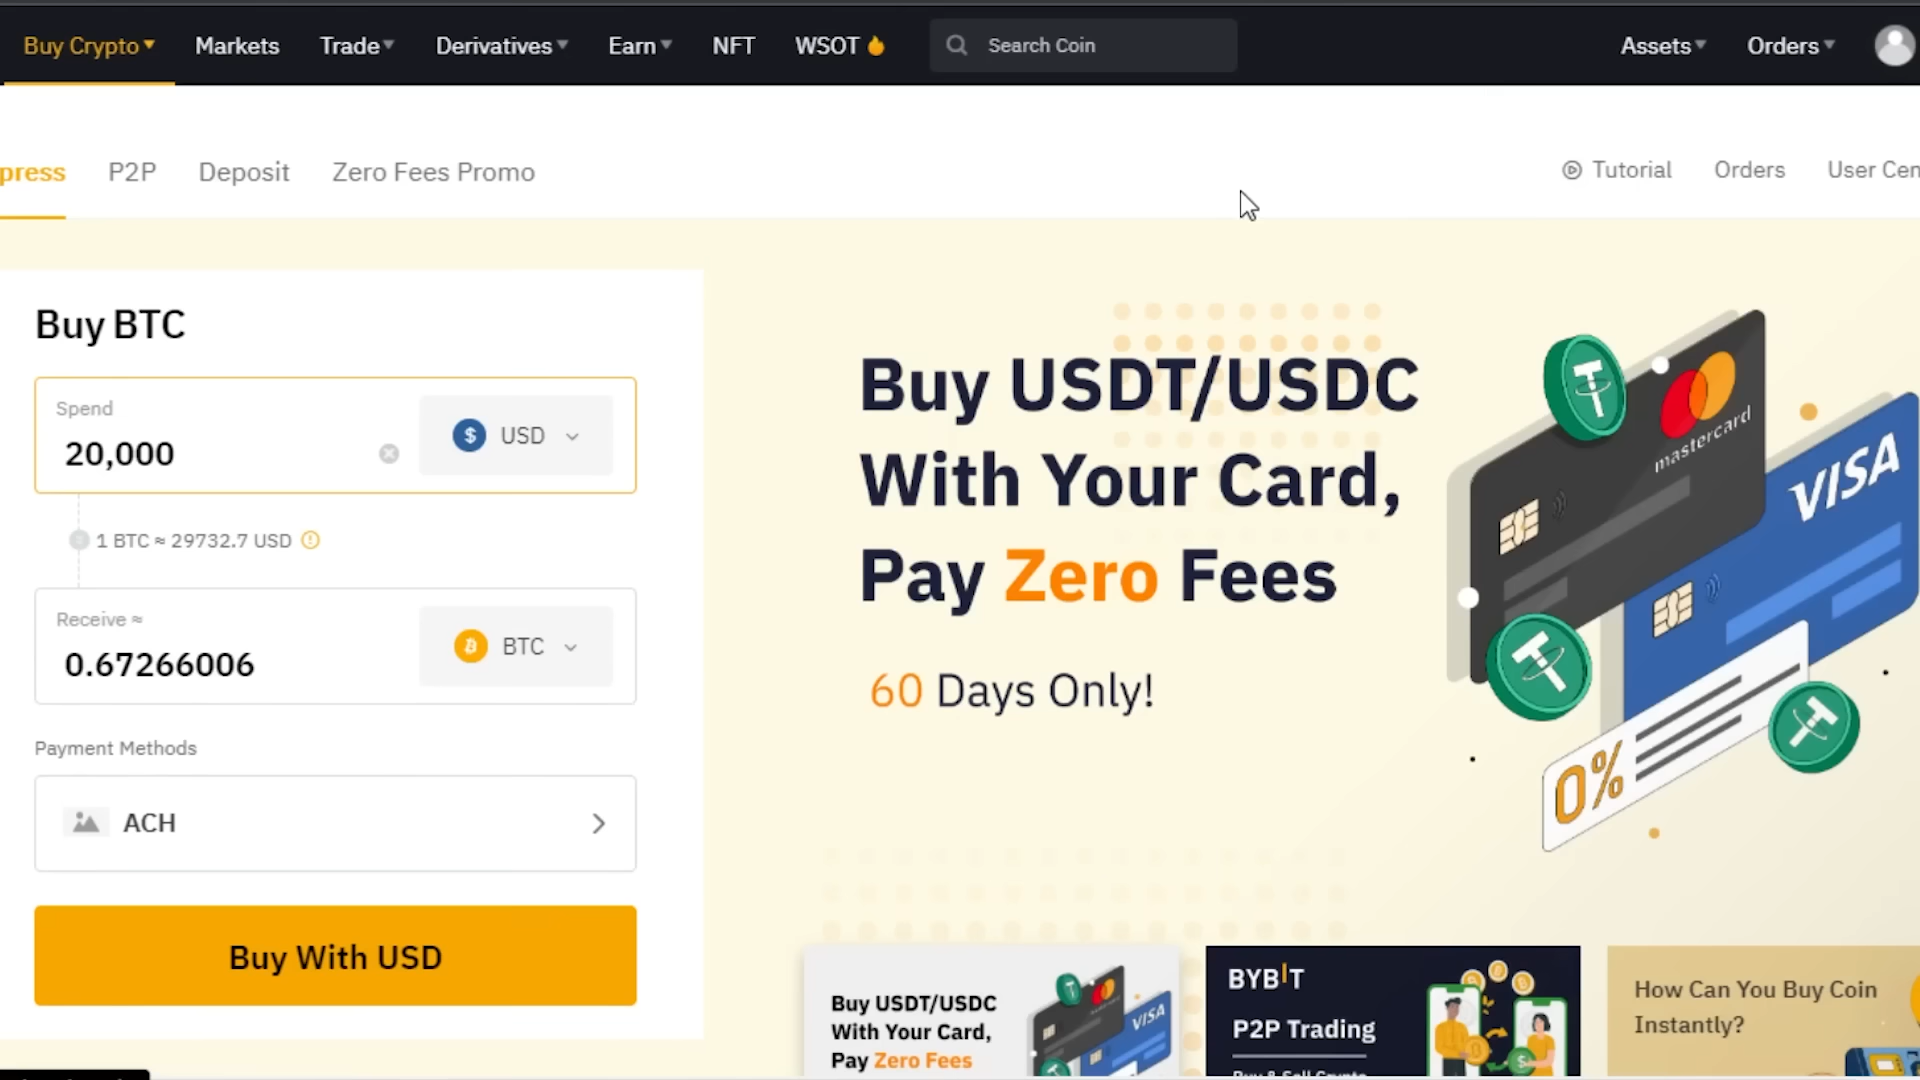 Buy Crypto Markets Trade Derivatives Earn NFT WSOT Search Coin Assets Orders
press P2P Deposit Zero Fees Promo Tutorial Orders User Cen
Buy BTC
Spend
20,000
USD
1 BTC ≈ 29732.7 USD
Receive ≈
0.67266006
BTC
Payment Methods
ACH
Buy With USD
Buy USDT/USDC
With Your Card,
Pay Zero Fees
60 Days Only!
mastercard
VISA
0%
Buy USDT/USDC
With Your Card,
Pay Zero Fees
VISA
BYBIT
P2P Trading
Buy & Sell Crypto
How Can You Buy Coin
Instantly?